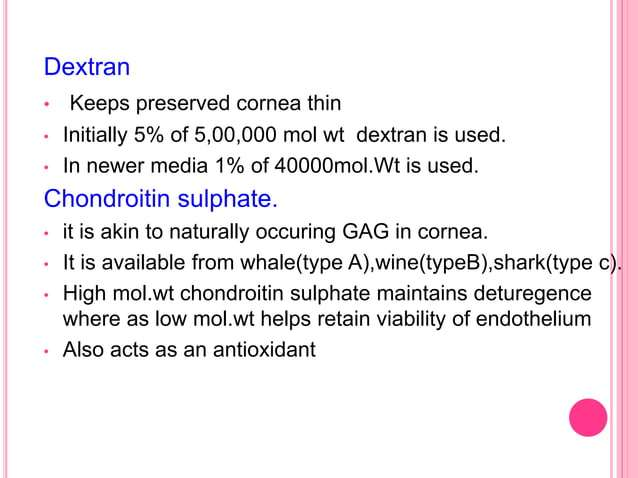 Dextran
• Keeps preserved cornea thin
• Initially 5% of 5,00,000 mol wt dextran is used.
• In newer media 1% of 40000mol.Wt is used.
Chondroitin sulphate.
• it is akin to naturally occuring GAG in cornea.
• It is available from whale(type A),wine(typeB),shark(type c).
• High mol.wt chondroitin sulphate maintains deturegence
where as low mol.wt helps retain viability of endothelium
• Also acts as an antioxidant